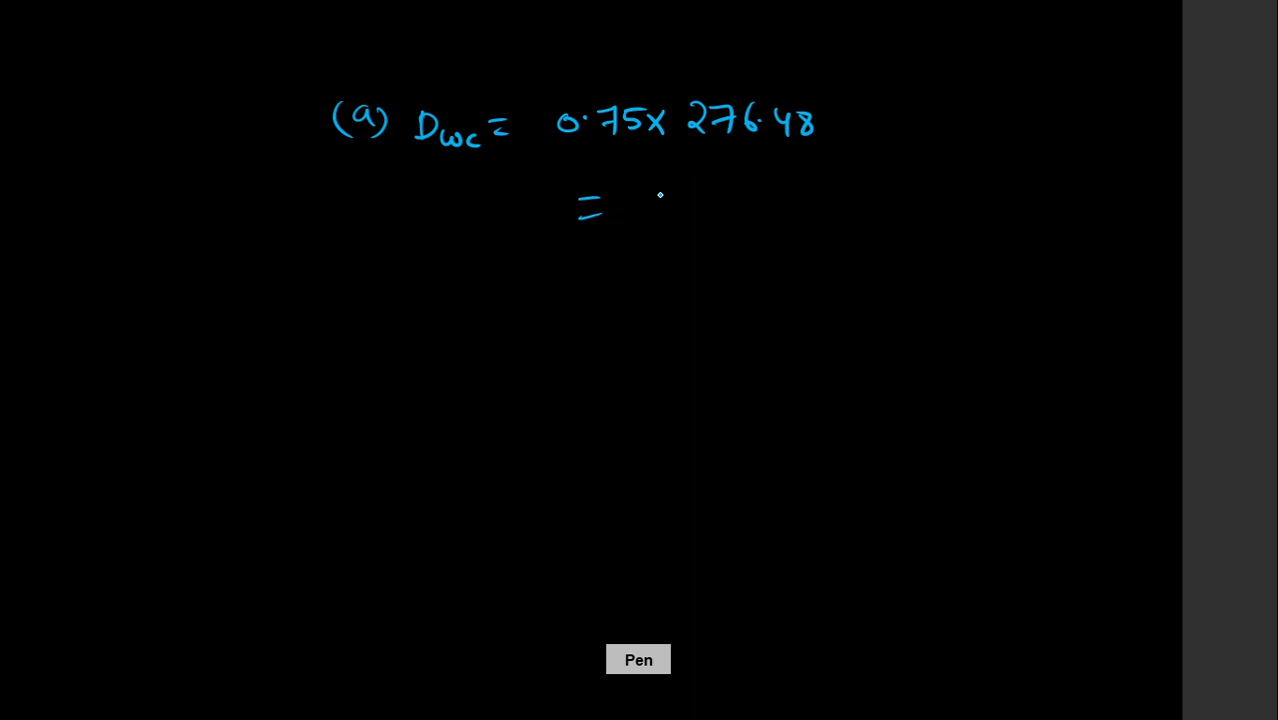 (a) Dwc = 0.75x 276.48
=
Pen